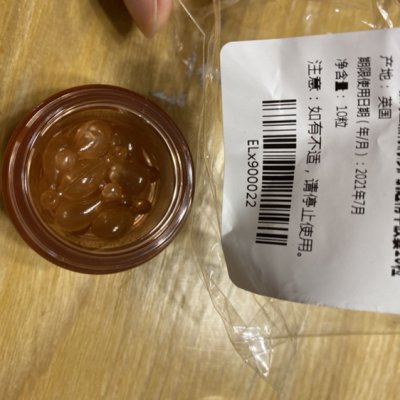 产地：英国
期限使用日期（年/月）：2021年7月
净含量：10粒
注意：如有不适，请停止使用。
ELx900022